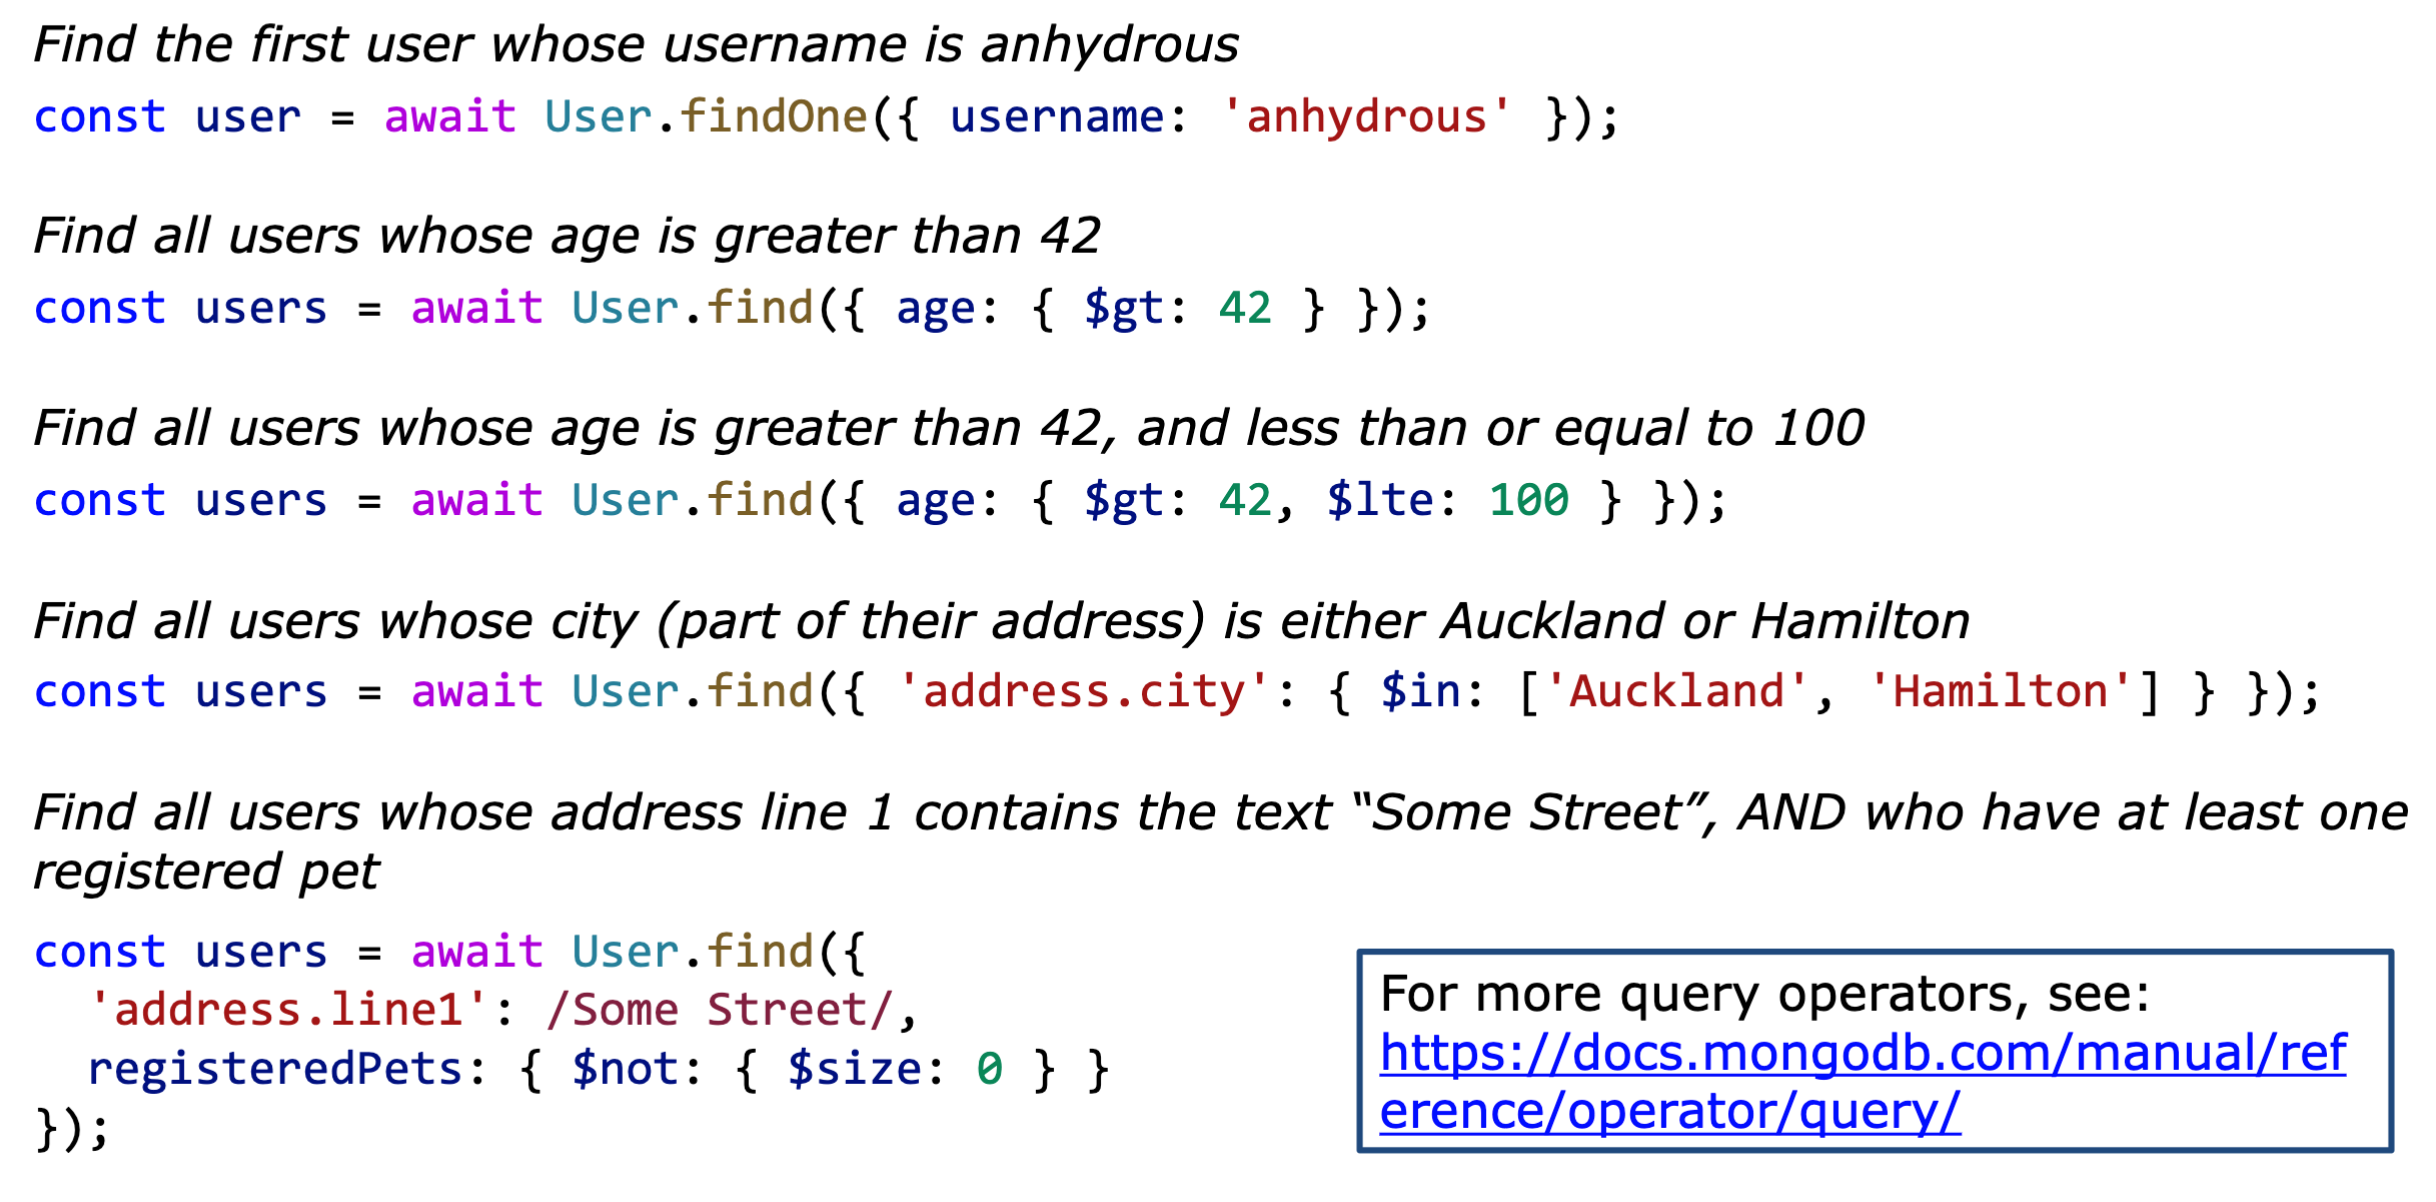 Find the first user whose username is anhydrous
const user = await User.findOne({ username: 'anhydrous' });
Find all users whose age is greater than 42
const users = await User.find({ age: { $gt: 42 } });
Find all users whose age is greater than 42, and less than or equal to 100
const users = await User.find({ age: { $gt: 42, $lte: 100 } });
Find all users whose city (part of their address) is either Auckland or Hamilton
const users = await User.find({ 'address.city': { $in: ['Auckland', 'Hamilton'] } });
Find all users whose address line 1 contains the text “Some Street”, AND who have at least one
registered pet
const users = await User.find({
  'address.line1': /Some Street/,
  registeredPets: { $not: { $size: 0 } }
});
For more query operators, see:
https://docs.mongodb.com/manual/ref
erence/operator/query/